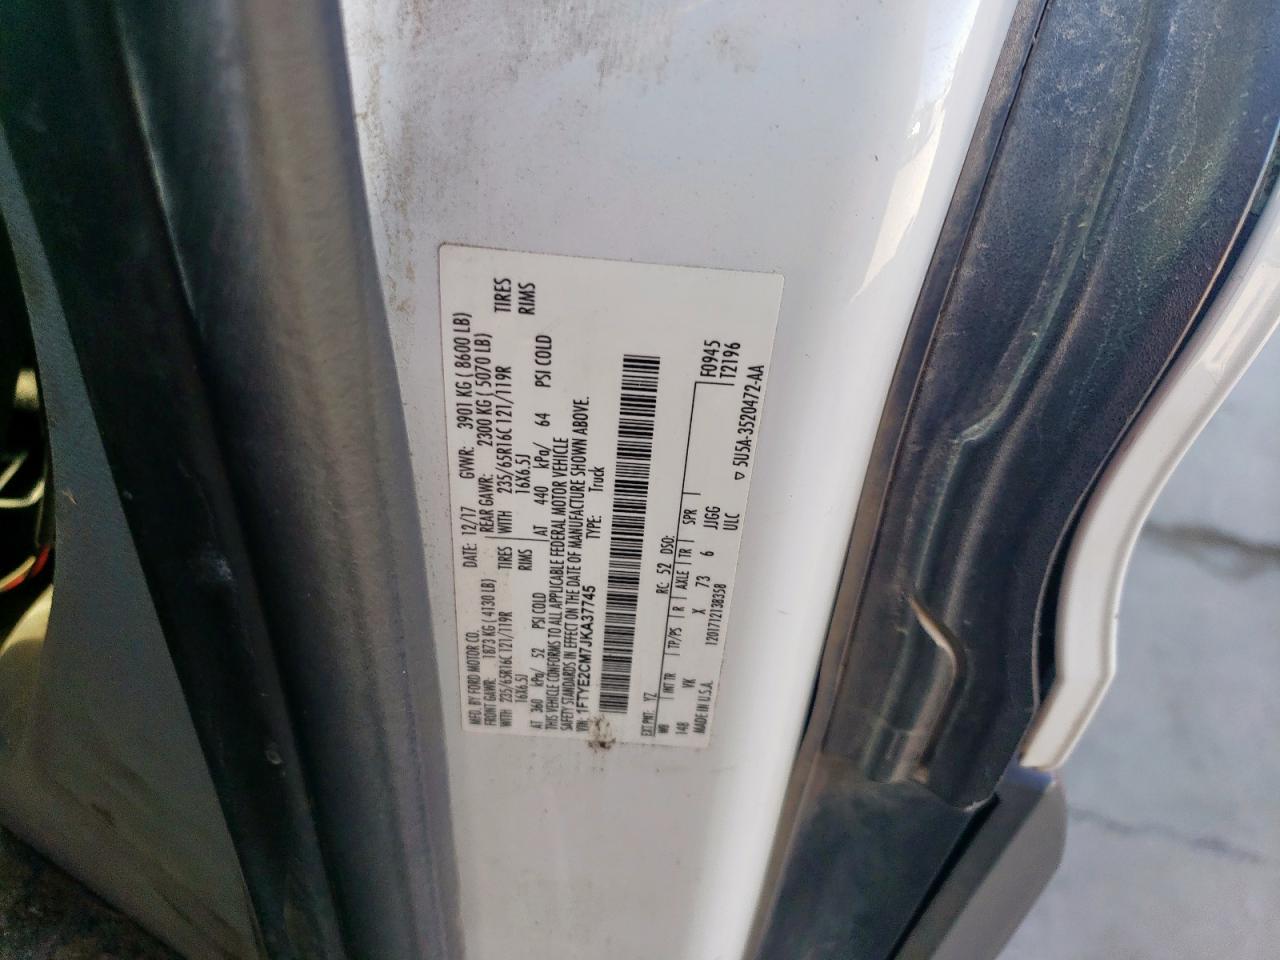 MFD. BY FORD MOTOR CO. DATE: 12/17 GVWR: 3901 KG ( 8600 LB)
FRONT GAWR: 1873 KG ( 4130 LB) REAR GAWR: 2300 KG ( 5070 LB)
WITH 235/65R16C 121/119R TIRES WITH 235/65R16C 121/119R TIRES
16X6.5J RIMS 16X6.5J RIMS
AT 360 kPa/ 52 PSI COLD AT 440 kPa/ 64 PSI COLD
THIS VEHICLE CONFORMS TO ALL APPLICABLE FEDERAL MOTOR VEHICLE
SAFETY STANDARDS IN EFFECT ON THE DATE OF MANUFACTURE SHOWN ABOVE.
VIN: 1FTYE2CM7JKA37745 TYPE: Truck
EXT PNT: YZ RC: 52 DSO:
WB INT TR TP/PS R AXLE TR SPR F0945
148 VK X 73 6 JJGG T2196
MADE IN U.S.A. 1201712138358 ULC ▽ 5U5A-3520472-AA